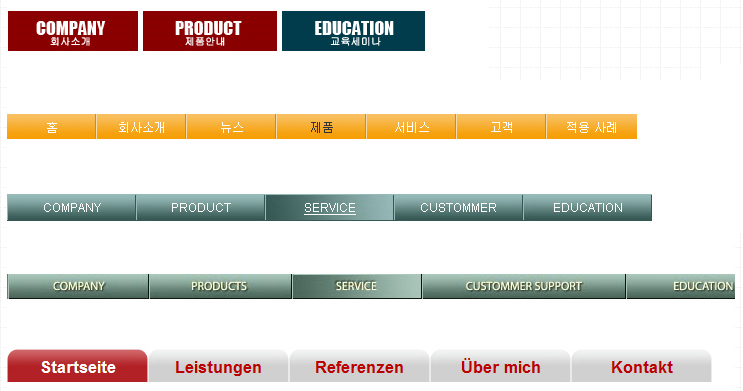 COMPANY PRODUCT EDUCATION
회사소개 제품안내 교육세미나
홈 회사소개 뉴스 제품 서비스 고객 적용 사례
COMPANY PRODUCT SERVICE CUSTOMMER EDUCATION
COMPANY PRODUCTS SERVICE CUSTOMMER SUPPORT EDUCATION
Startseite Leistungen Referenzen Über mich Kontakt